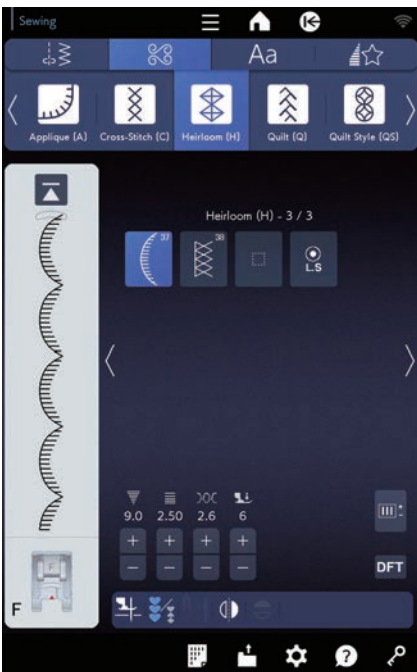 Sewing
Aa
Applique (A)
Cross-Stitch (C)
Heirloom (H)
Quilt (Q)
Quilt Style (QS)
Heirloom (H) - 3 / 3
37
38
L.S
9.0
2.50
2.6
6
+ + + +
- - - -
DFT
F
?